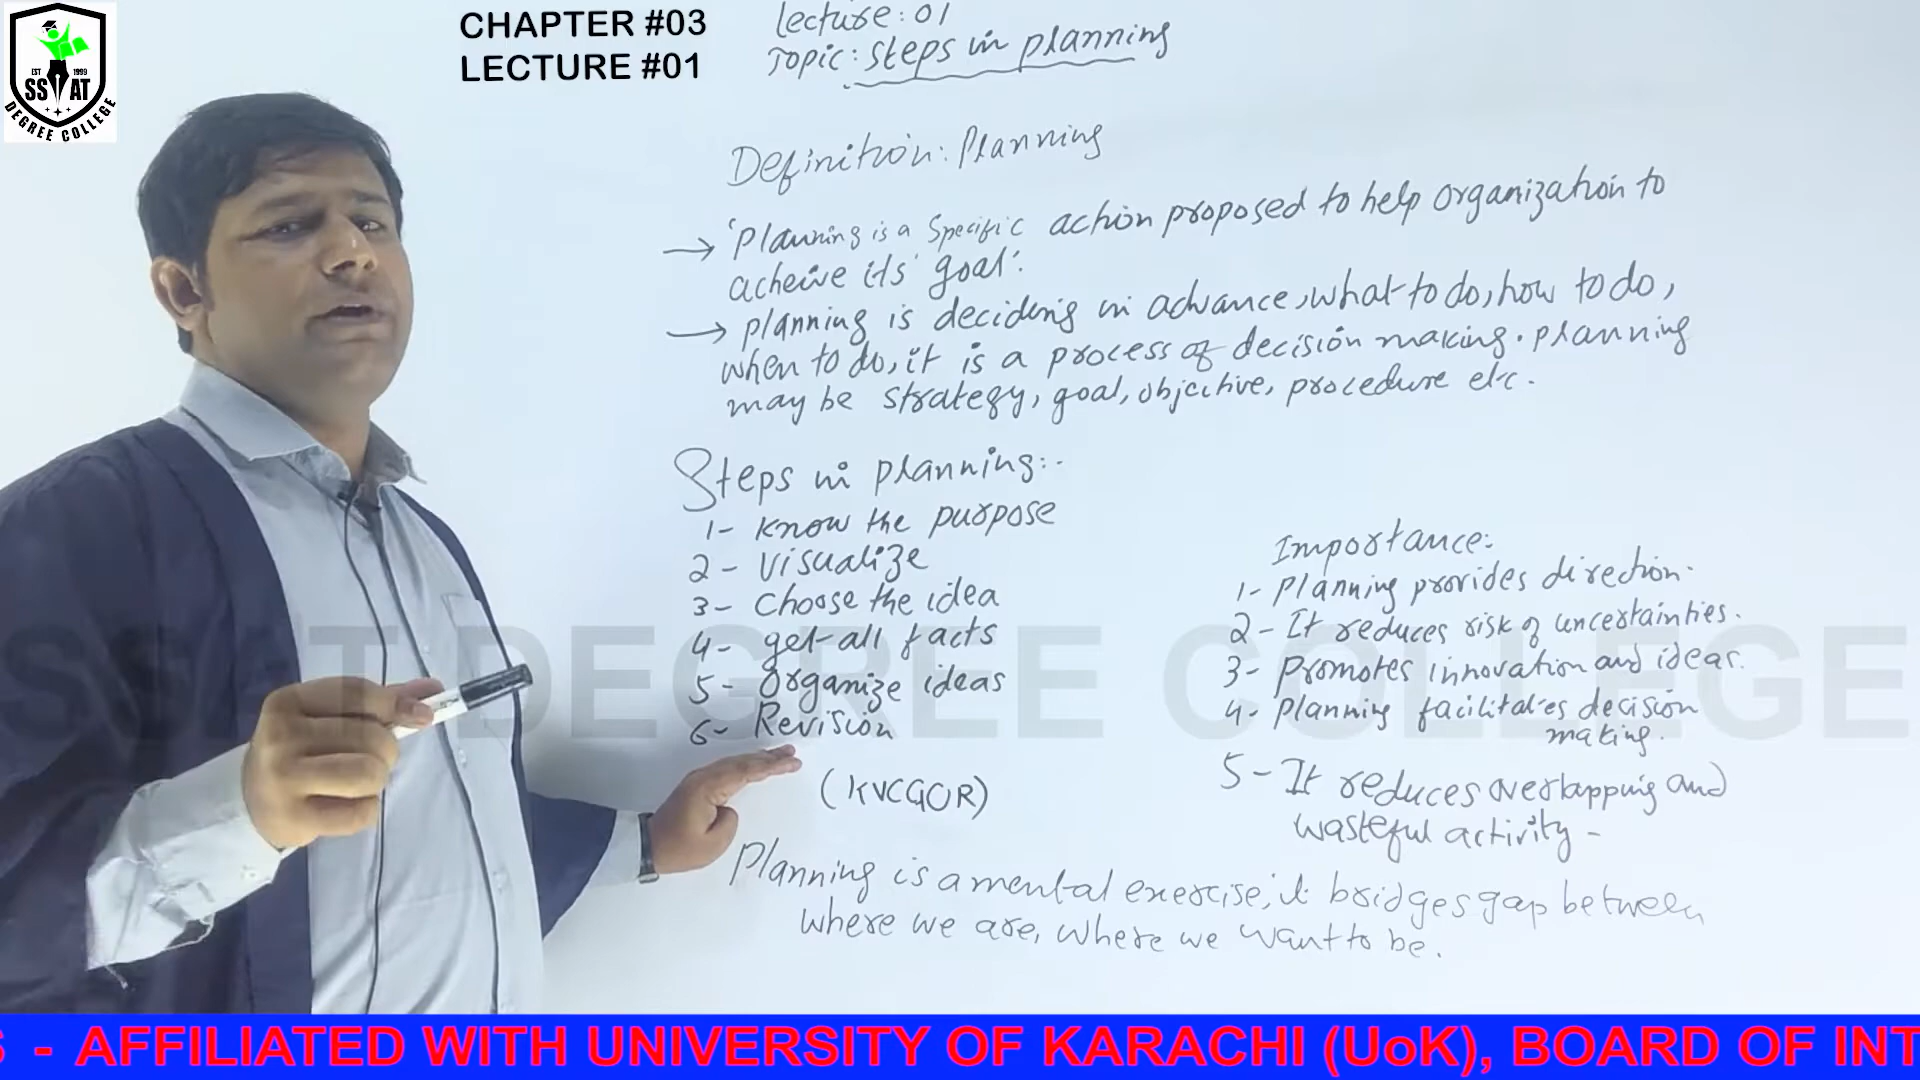 EST 1999
SS AT
DEGREE COLLEGE
CHAPTER #03
LECTURE #01
Lecture: 01
Topic: Steps in planning
Definition: Planning
→ 'Planning is a specific action proposed to help organization to
acheive its goal'.
→ planning is deciding in advance, what to do, how to do,
when to do, it is a process of decision making. planning
may be strategy, goal, objective, procedure etc.
Steps in planning:-
1- know the purpose
2- Visualize
3- Choose the idea
4- get all facts
5- Organize ideas
6- Revision
(KVCGOR)
Importance:
1- Planning provides direction.
2- It reduces risk of uncertainties.
3- promotes innovation and ideas.
4- planning facilitates decision
making.
5- It reduces overlapping and
wasteful activity -
Planning is a mental exercise, it bridges gap between
where we are, where we want to be.
DEGREE COLLEGE
- AFFILIATED WITH UNIVERSITY OF KARACHI (UoK), BOARD OF INT